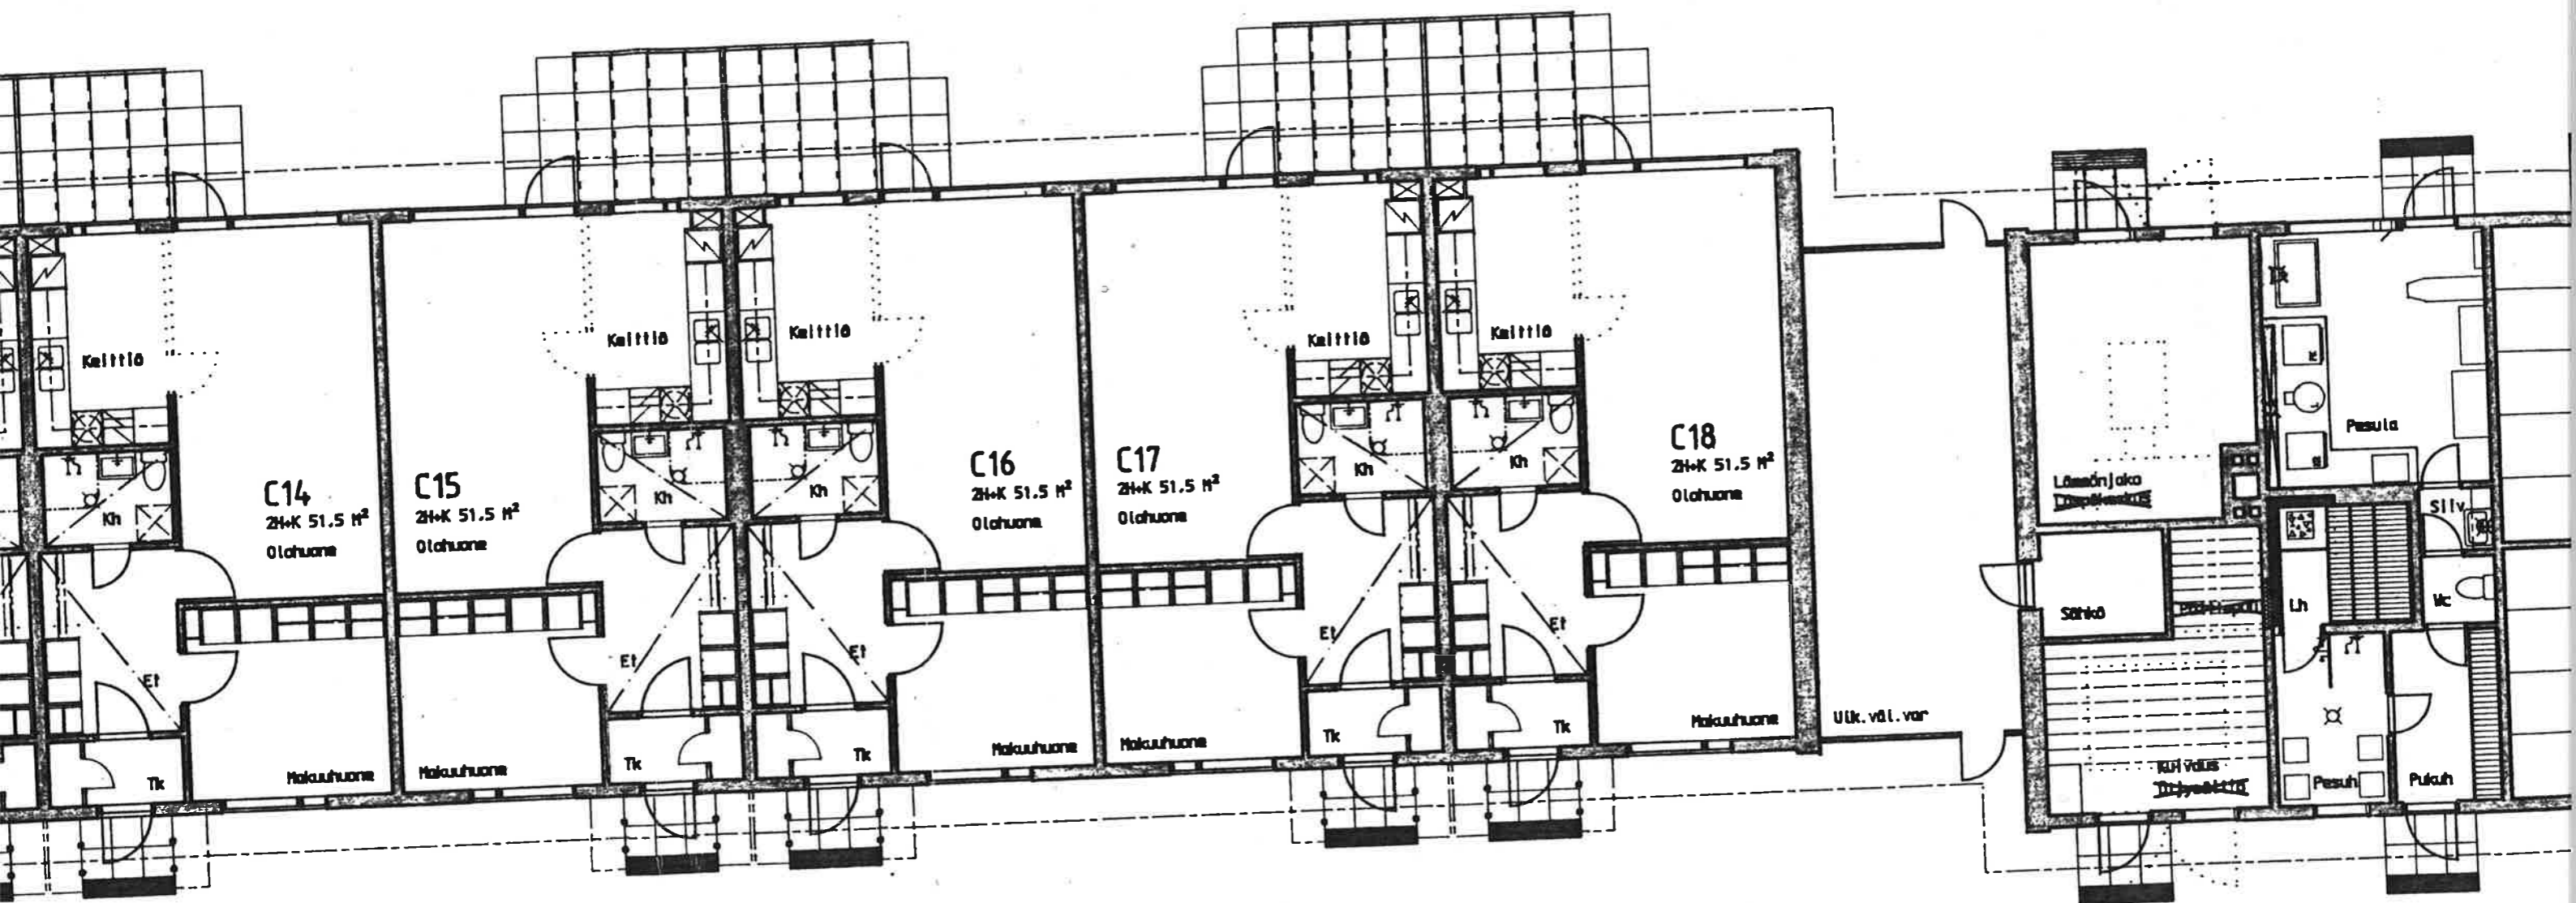 Keittiö
Kh
C14
2H+K 51.5 M²
Olohuone
Et
Tk
Makuuhuone
C15
2H+K 51.5 M²
Olohuone
Keittiö
Kh
Et
Makuuhuone
Tk
Keittiö
Kh
C16
2H+K 51.5 M²
Olohuone
Et
Tk
Makuuhuone
C17
2H+K 51.5 M²
Olohuone
Keittiö
Kh
Et
Makuuhuone
Tk
Keittiö
Kh
C18
2H+K 51.5 M²
Olohuone
Et
Tk
Makuuhuone
Ulk.väl.var
Lämmönjako
Sähkö
Kuivaus
Öljysäiliö
Pesula
Siiv
Lh
Wc
Pesuh
Pukuh